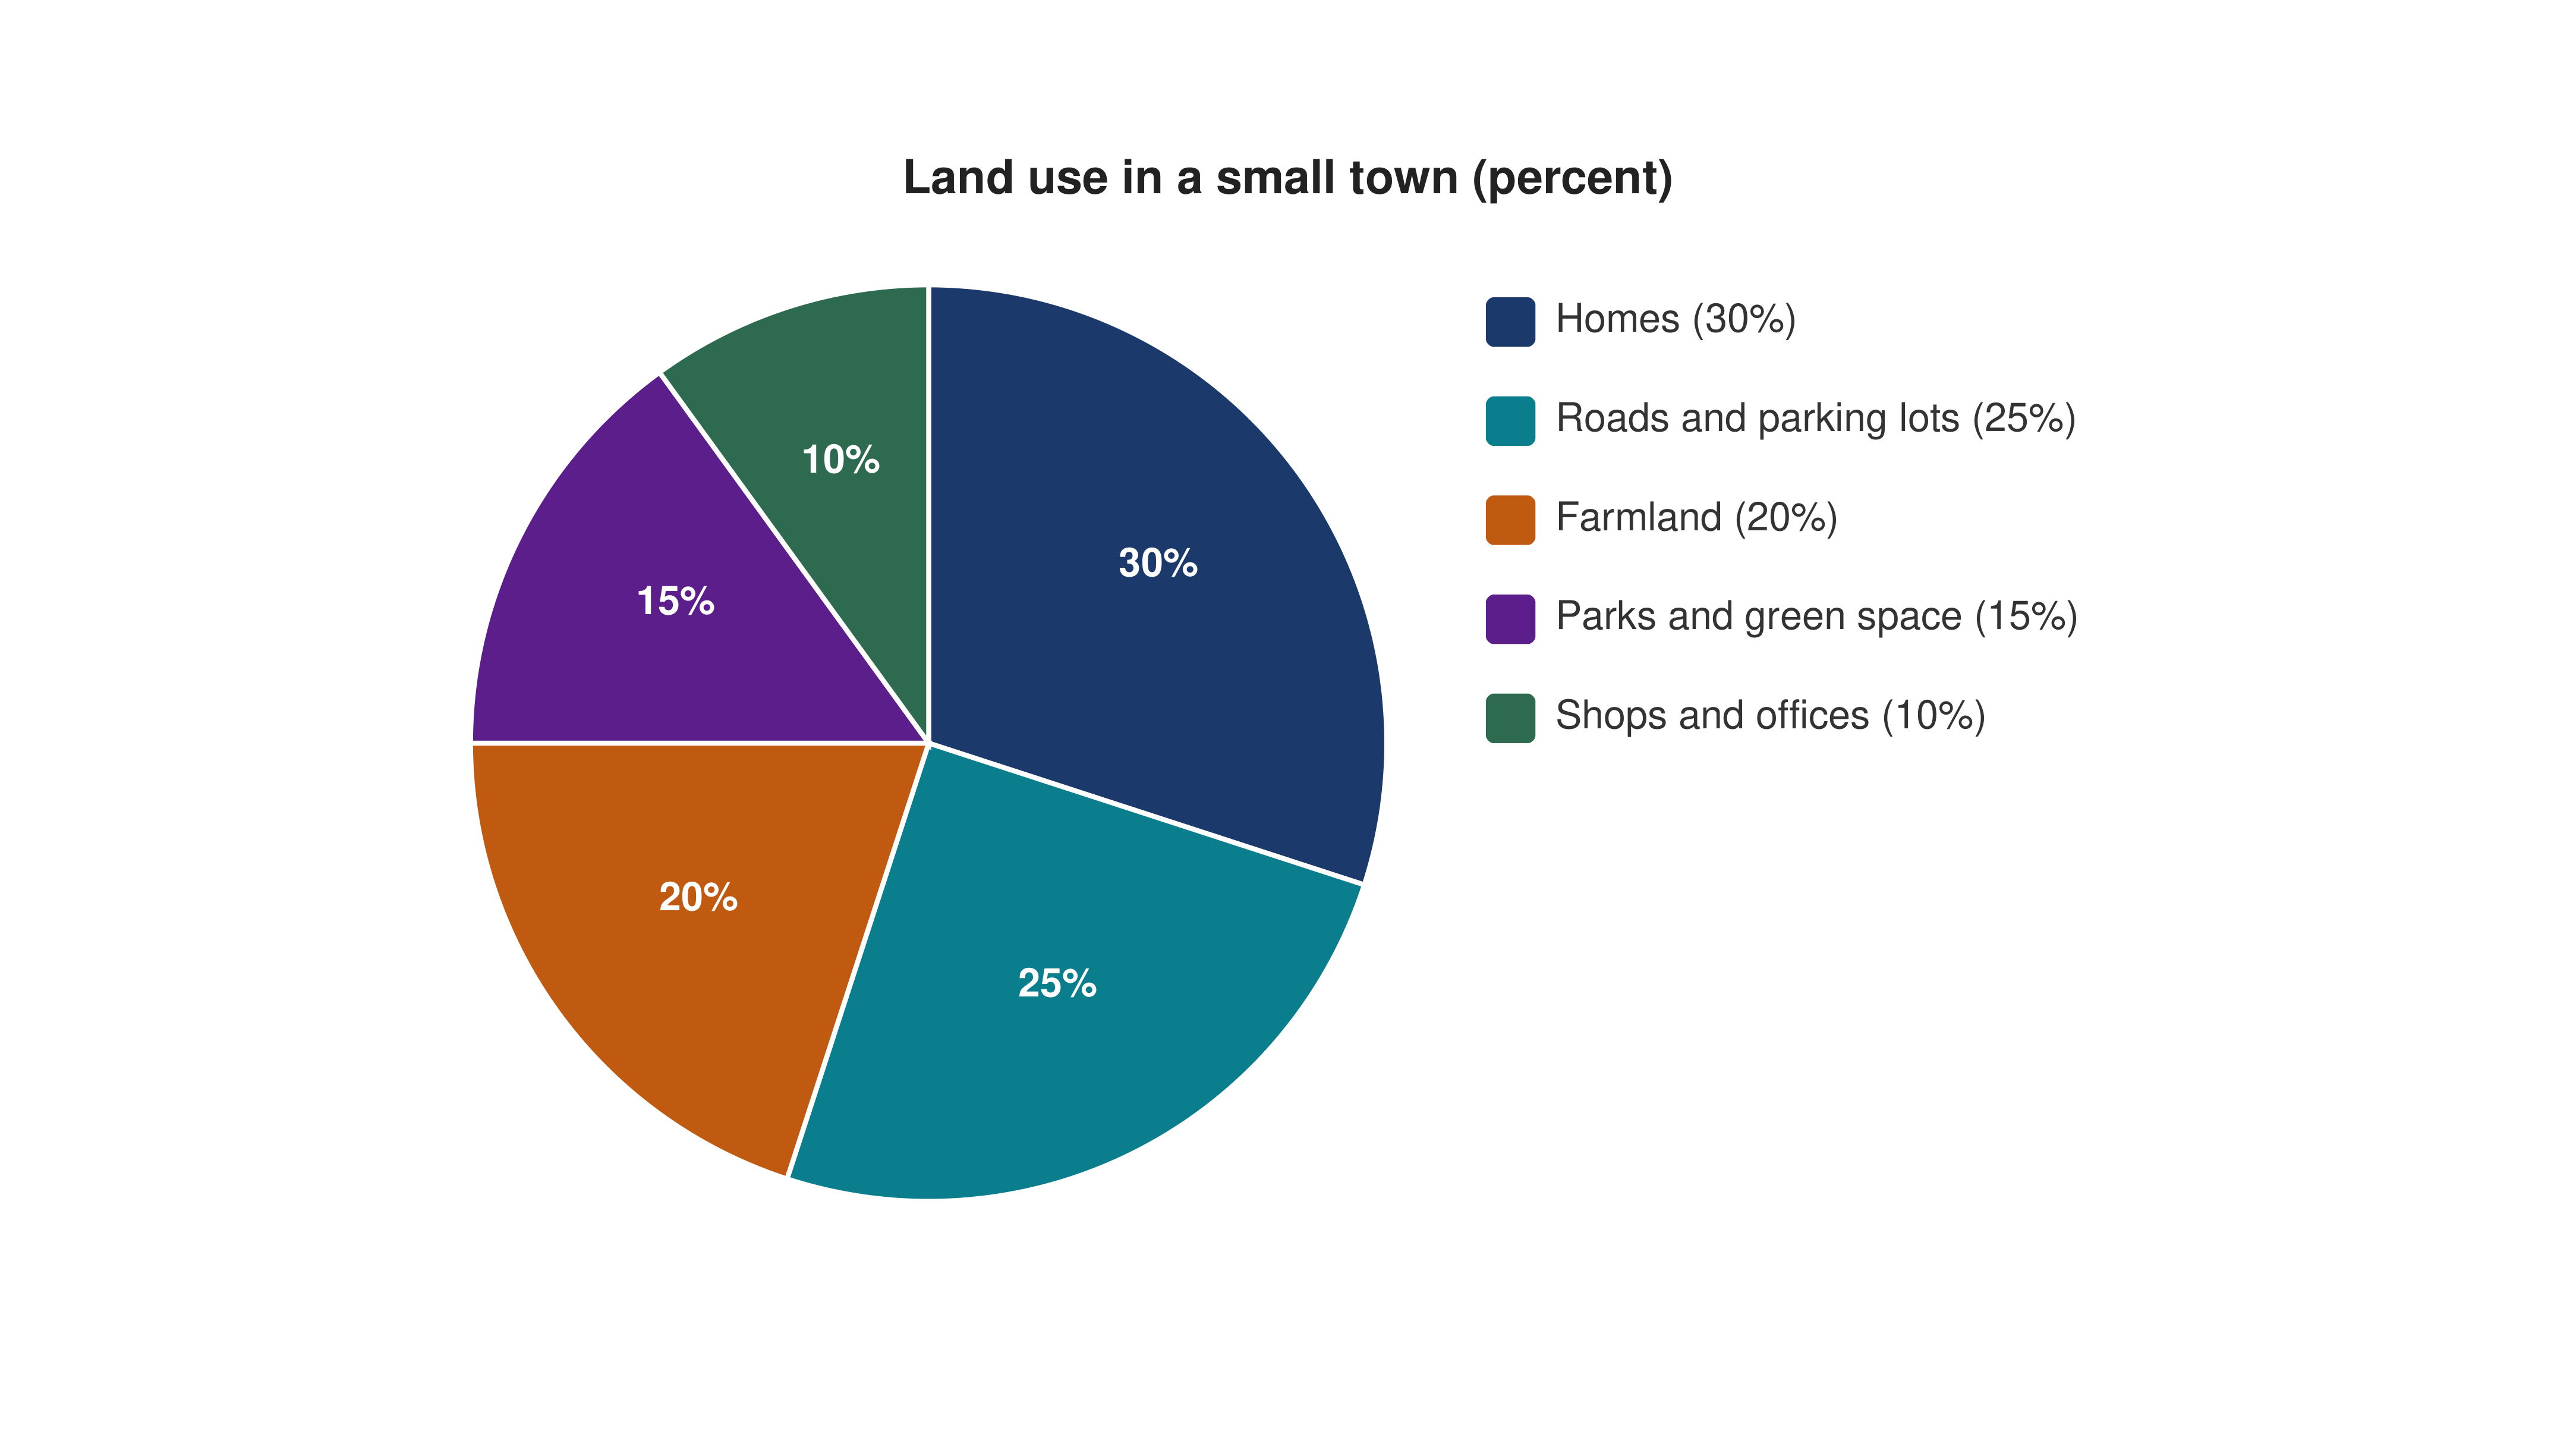 Land use in a small town (percent)
10%
30%
15%
20%
25%
Homes (30%)
Roads and parking lots (25%)
Farmland (20%)
Parks and green space (15%)
Shops and offices (10%)